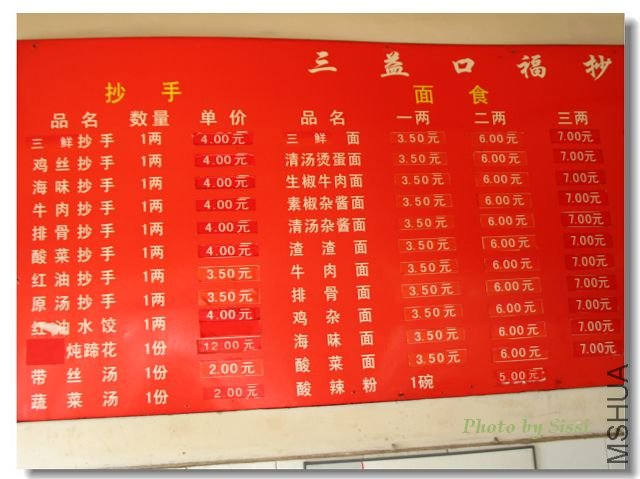 三益口福抄
抄手 面食
品名 数量 单价 品名 一两 二两 三两
三鲜抄手 1两 4.00元 三鲜面 3.50元 6.00元 7.00元
鸡丝抄手 1两 4.00元 清汤烫蛋面 3.50元 6.00元 7.00元
海味抄手 1两 4.00元 生椒牛肉面 3.50元 6.00元 7.00元
牛肉抄手 1两 4.00元 素椒杂酱面 3.50元 6.00元 7.00元
排骨抄手 1两 4.00元 清汤杂酱面 3.50元 6.00元 7.00元
酸菜抄手 1两 4.00元 渣渣面 3.50元 6.00元 7.00元
红油抄手 1两 3.50元 牛肉面 3.50元 6.00元 7.00元
原汤抄手 1两 3.50元 排骨面 3.50元 6.00元 7.00元
红油水饺 1两 4.00元 鸡杂面 3.50元 6.00元 7.00元
炖蹄花 1份 12.00元 海味面 3.50元 6.00元 7.00元
带丝汤 1份 2.00元 酸菜面 3.50元 6.00元 7.00元
蔬菜汤 1份 2.00元 酸辣粉 1碗 5.00元
Photo by
MSHUA